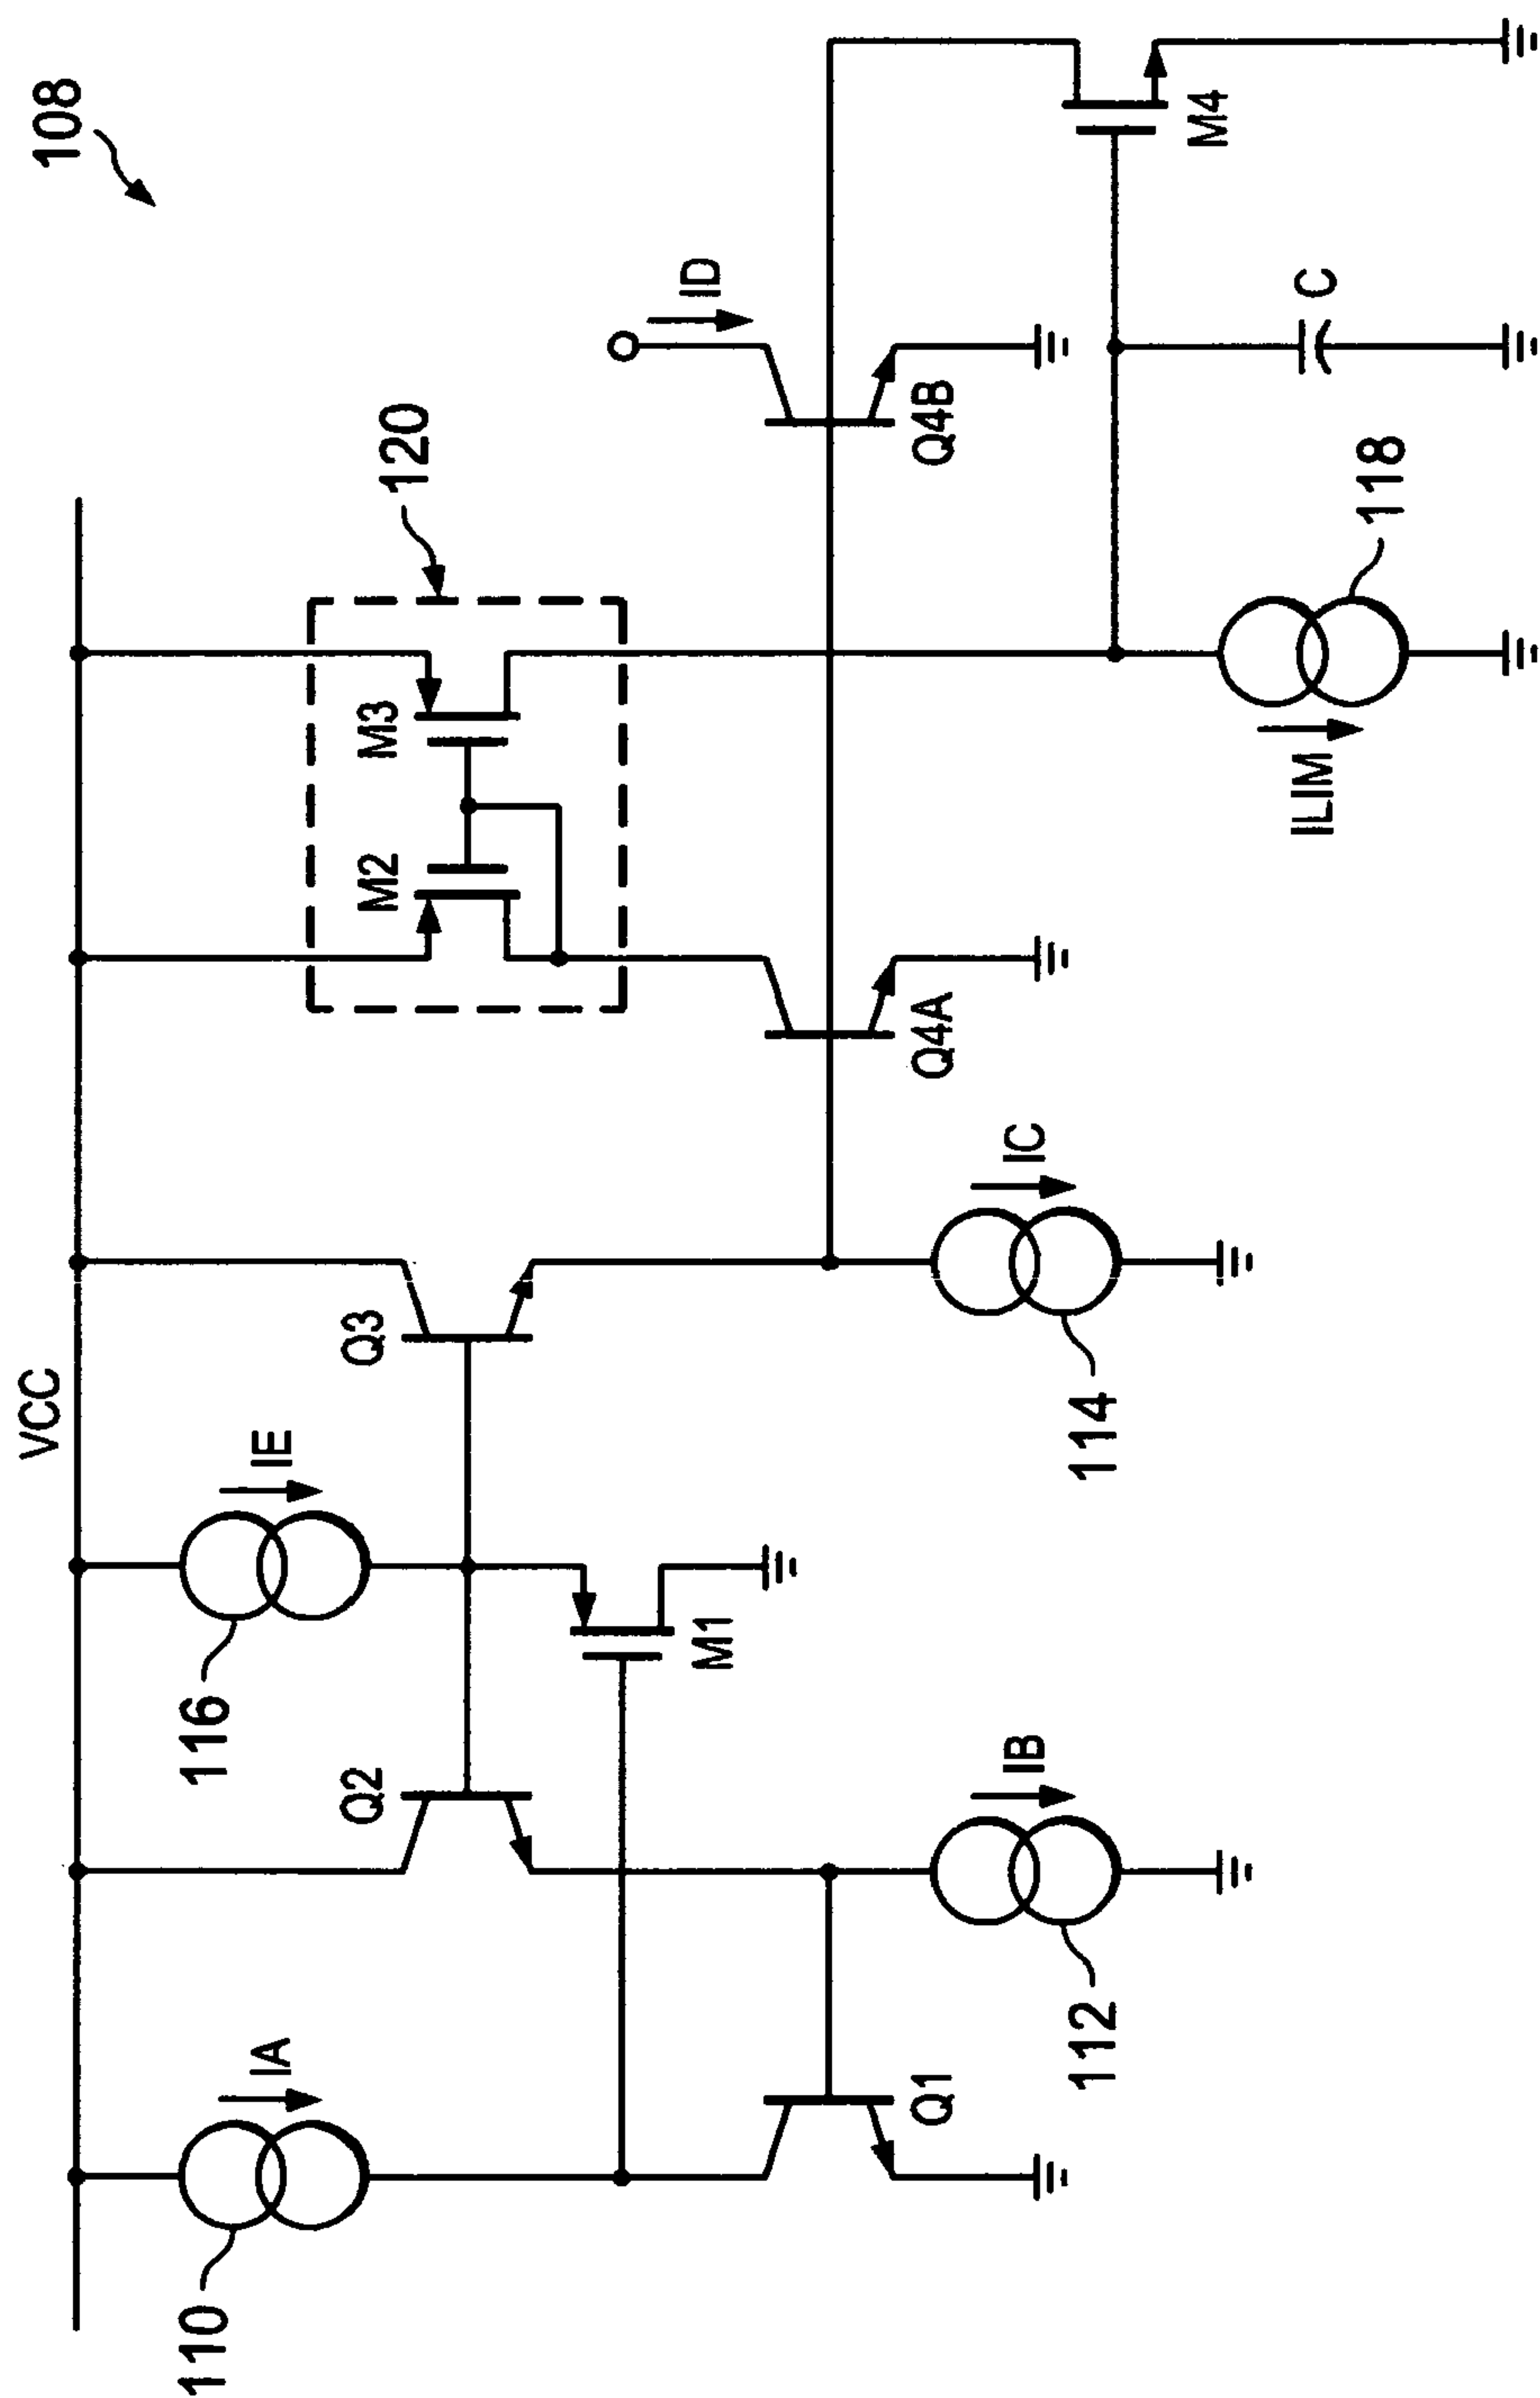 108
VCC
110
IA
116
IE
120
Q2
Q3
M2
M3
ID
M1
Q1
Q4A
Q4B
112
IB
114
IC
ILIM
118
C
M4